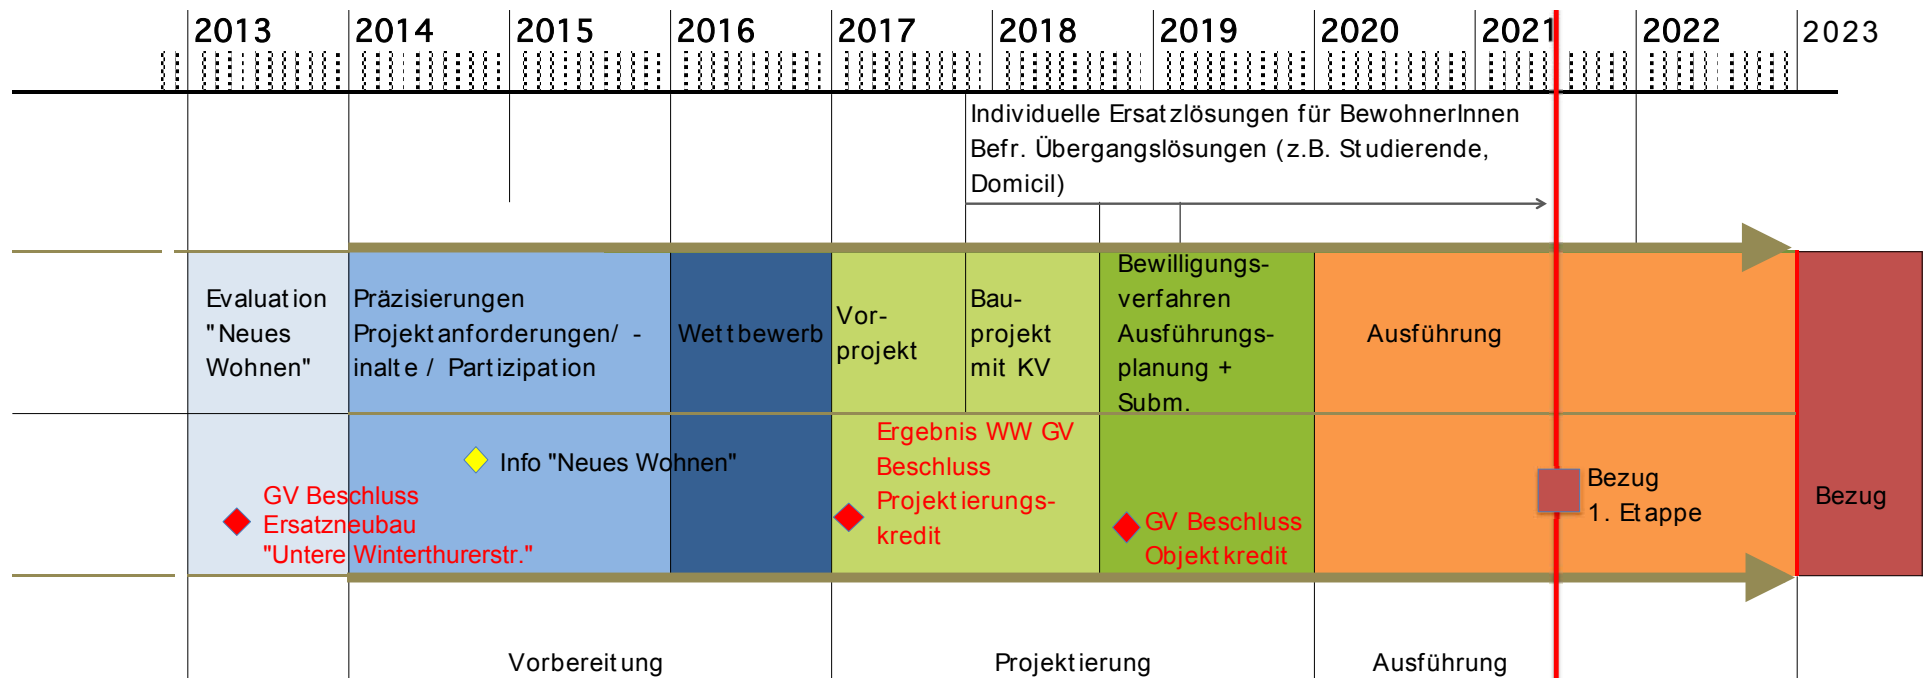 2013 2014 2015 2016 2017 2018 2019 2020 2021 2022 2023
Individuelle Ersatzlösungen für BewohnerInnen
Befr. Übergangslösungen (z.B. Studierende,
Domicil)
Evaluation
"Neues
Wohnen"
Präzisierungen
Projektanforderungen/ -
inalte / Partizipation
Wettbewerb
Vor-
projekt
Bau-
projekt
mit KV
Bewilligungs-
verfahren
Ausführungs-
planung +
Subm.
Ausführung
GV Beschluss
Ersatzneubau
"Untere Winterthurerstr."
Info "Neues Wohnen"
Ergebnis WW GV
Beschluss
Projektierungs-
kredit
GV Beschluss
Objektkredit
Bezug
1. Etappe
Bezug
Vorbereitung
Projektierung
Ausführung